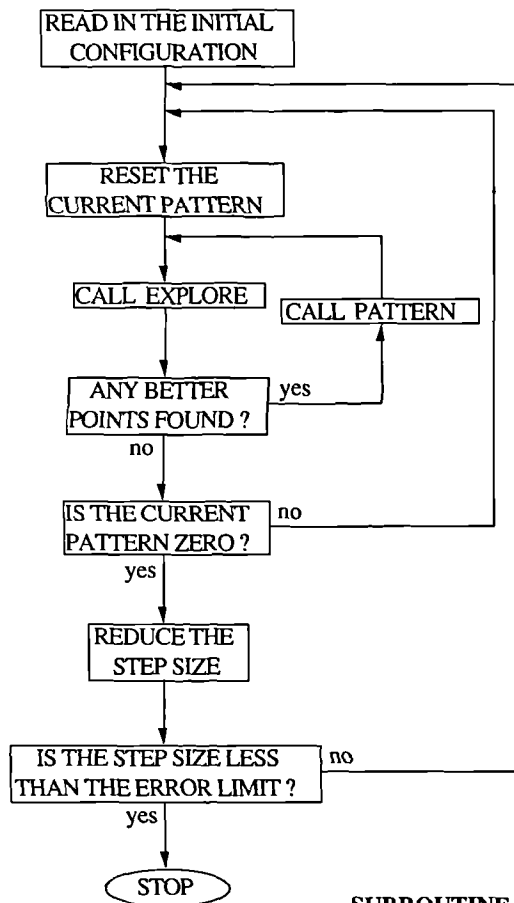 READ IN THE INITIAL
CONFIGURATION
RESET THE
CURRENT PATTERN
CALL EXPLORE
CALL PATTERN
ANY BETTER
POINTS FOUND ?
yes
no
IS THE CURRENT
PATTERN ZERO ?
no
yes
REDUCE THE
STEP SIZE
IS THE STEP SIZE LESS
THAN THE ERROR LIMIT ?
no
yes
STOP
SUBROUTINE